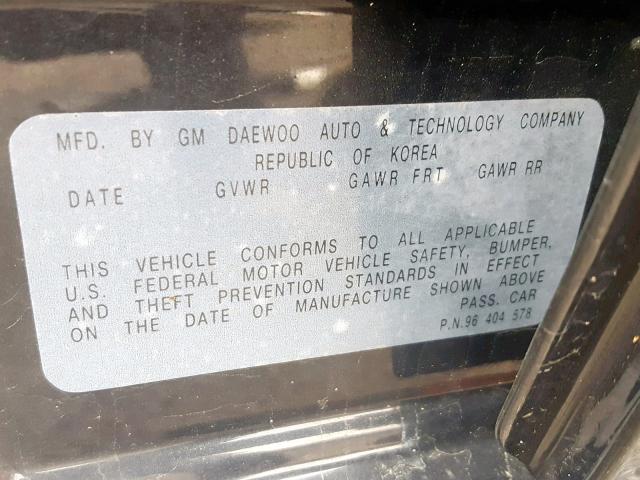 MFD. BY GM DAEWOO AUTO & TECHNOLOGY COMPANY
REPUBLIC OF KOREA
DATE GVWR GAWR FRT GAWR RR
THIS VEHICLE CONFORMS TO ALL APPLICABLE
U.S. FEDERAL MOTOR VEHICLE SAFETY, BUMPER,
AND THEFT PREVENTION STANDARDS IN EFFECT
ON THE DATE OF MANUFACTURE SHOWN ABOVE
PASS. CAR
P.N.96 404 578